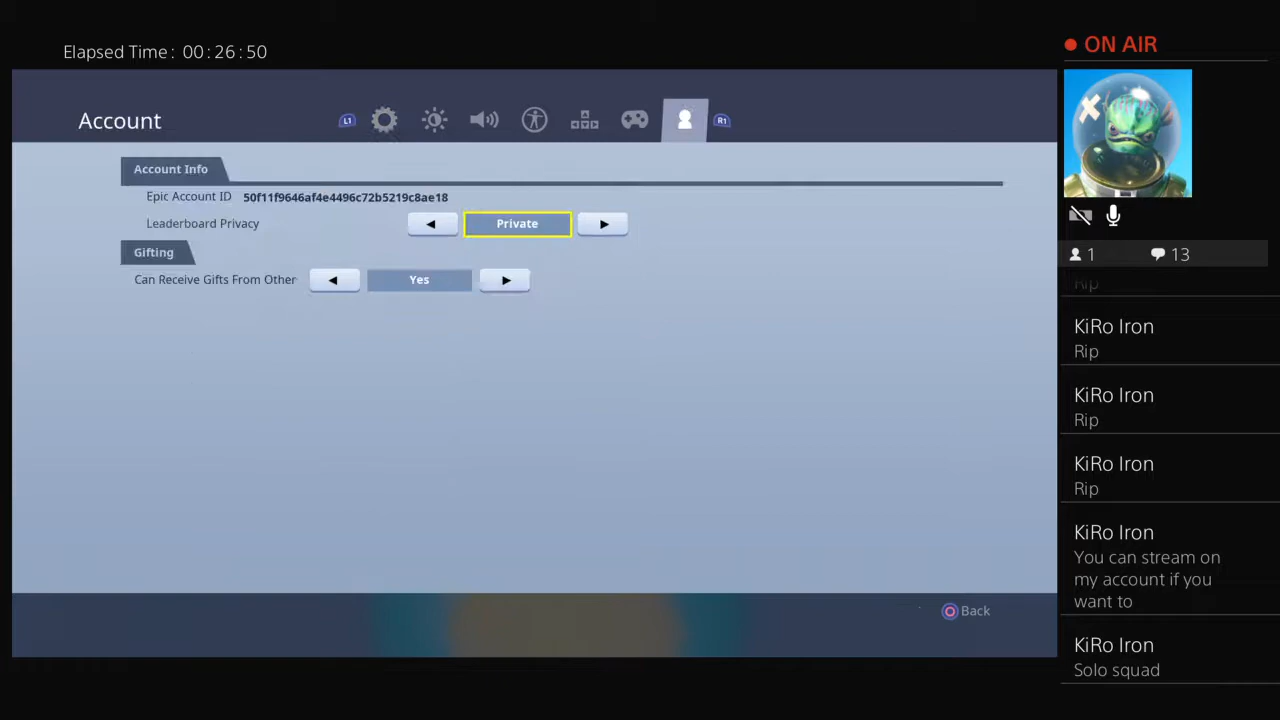 Elapsed Time: 00:26:50
ON AIR
Account
L1
R1
Account Info
Epic Account ID 50f11f9646af4e4496c72b5219c8ae18
Leaderboard Privacy
Private
Gifting
Can Receive Gifts From Other
Yes
Back
1
13
Rip
KiRo Iron
Rip
KiRo Iron
Rip
KiRo Iron
Rip
KiRo Iron
You can stream on
my account if you
want to
KiRo Iron
Solo squad